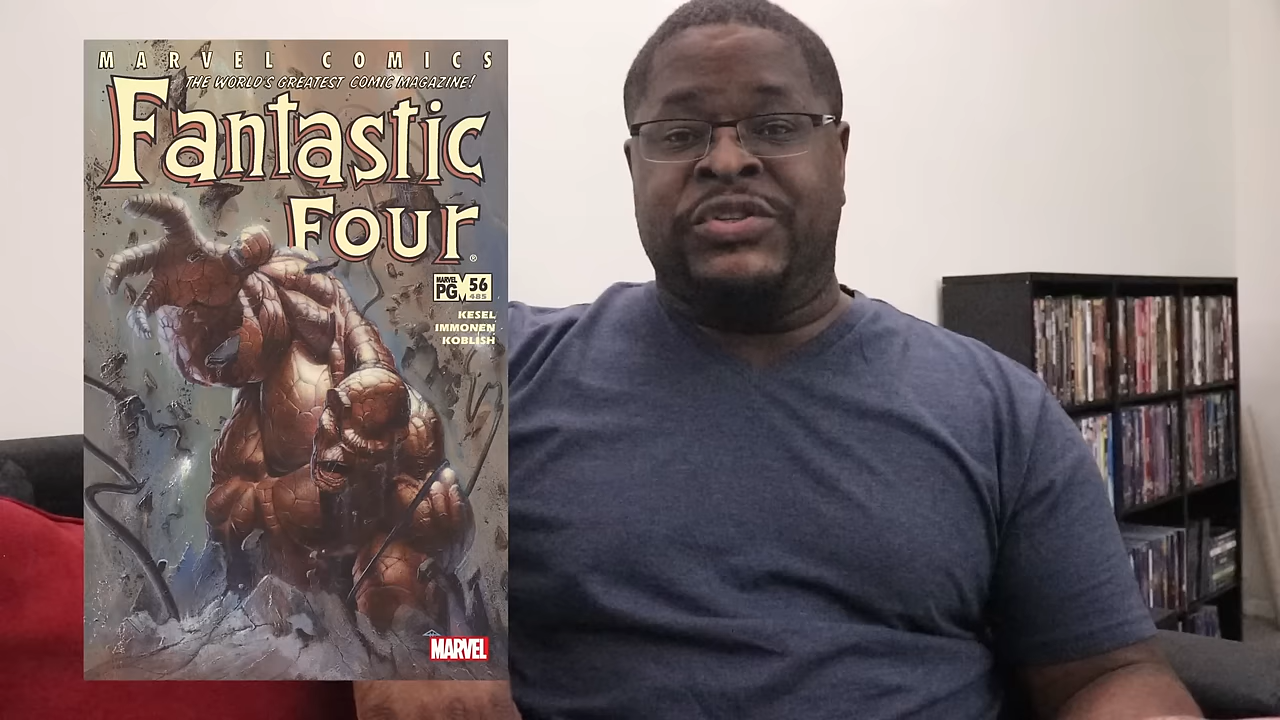 MARVEL COMICS
THE WORLD'S GREATEST COMIC MAGAZINE!
Fantastic
Four®
MARVEL
PG 56
485
KESEL
IMMONEN
KOBLISH
MARVEL